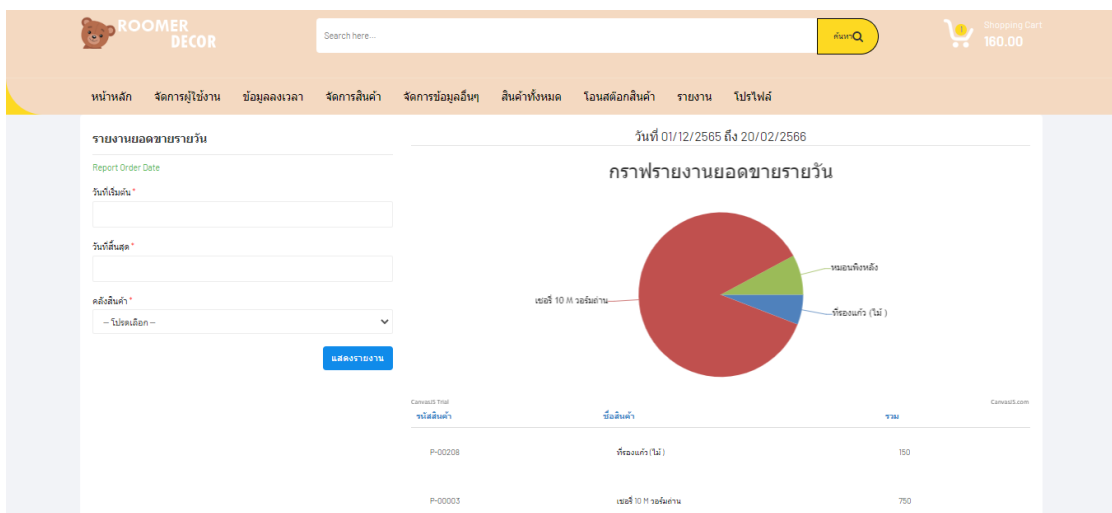 ROOMER
DECOR
Search here...
ค้นหา
1
Shopping Cart
160.00
หน้าหลัก จัดการผู้ใช้งาน ข้อมูลลงเวลา จัดการสินค้า จัดการข้อมูลอื่นๆ สินค้าทั้งหมด โอนสต๊อกสินค้า รายงาน โปรไฟล์
รายงานยอดขายรายวัน
Report Order Date
วันที่เริ่มต้น *
วันที่สิ้นสุด *
คลังสินค้า *
-- โปรดเลือก --
แสดงรายงาน
วันที่ 01/12/2565 ถึง 20/02/2566
กราฟรายงานยอดขายรายวัน
หมอนพิงหลัง
เชอรี่ 10 M วอร์มด่าน
ที่รองแก้ว (ไม้ )
CanvasJS Trial
CanvasJS.com
รหัสสินค้า ชื่อสินค้า รวม
P-00208 ที่รองแก้ว (ไม้ ) 150
P-00003 เชอรี่ 10 M วอร์มด่าน 750